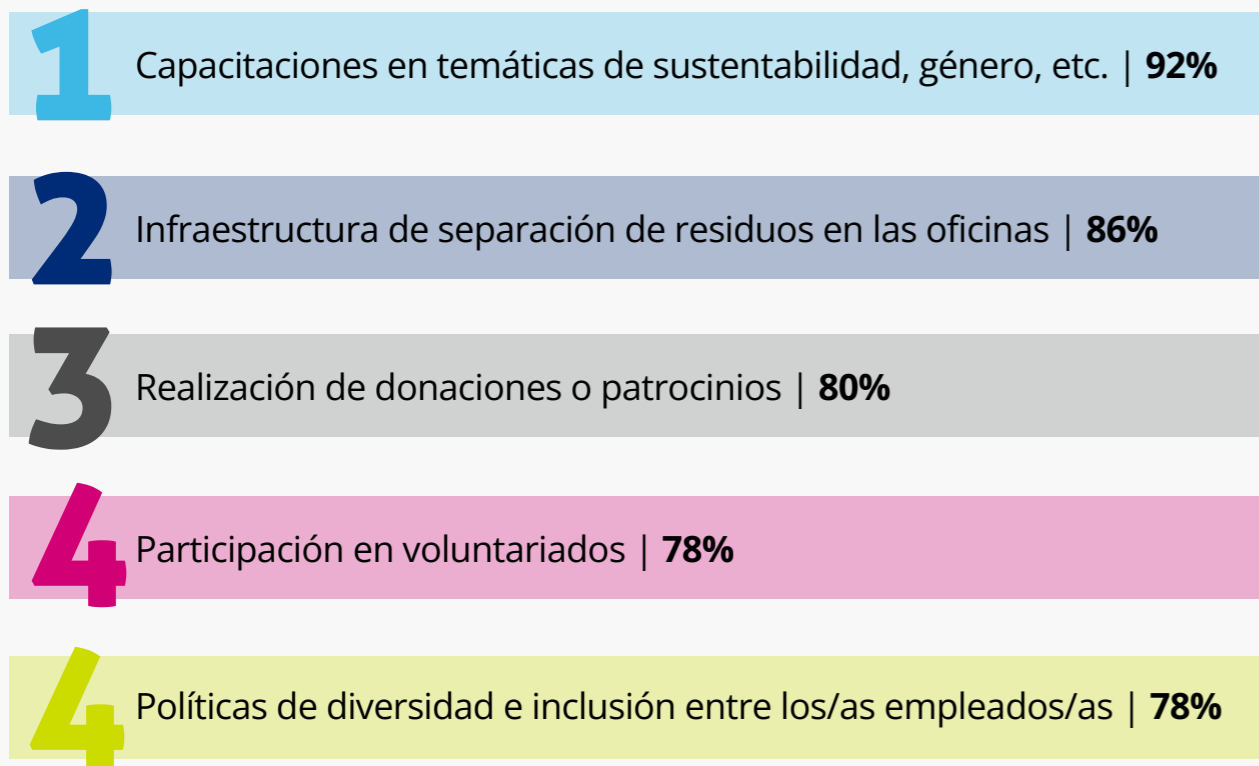 1 Capacitaciones en temáticas de sustentabilidad, género, etc. | 92%
2 Infraestructura de separación de residuos en las oficinas | 86%
3 Realización de donaciones o patrocinios | 80%
4 Participación en voluntariados | 78%
4 Políticas de diversidad e inclusión entre los/as empleados/as | 78%